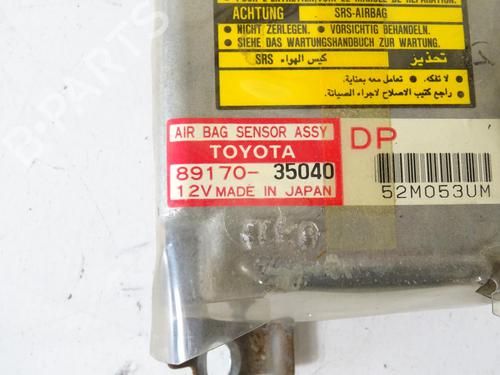 ACHTUNG SRS-AIRBAG
● NICHT ZERLEGEN. ● VORSICHTIG BEHANDELN.
● SIEHE DAS WARTUNGSHANDBUCH ZUR WARTUNG.
تحذير كيس الهواء SRS
● لا تفكه. ● تعامل معه بعناية.
● راجع كتيب الاصلاح لاجراء الصيانة.
AIR BAG SENSOR ASSY
TOYOTA
89170- 35040
12V MADE IN JAPAN
DP
52M053UM